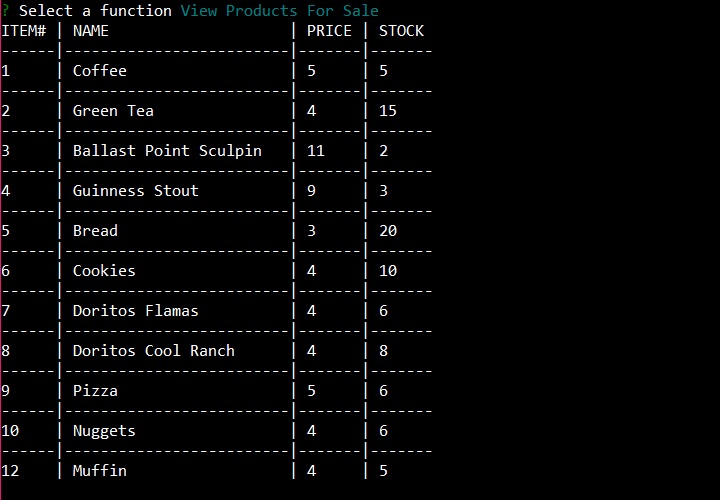 ? Select a function View Products For Sale
ITEM# | NAME                    | PRICE | STOCK
------|-------------------------|-------|-------
1     | Coffee                  | 5     | 5
------|-------------------------|-------|-------
2     | Green Tea               | 4     | 15
------|-------------------------|-------|-------
3     | Ballast Point Sculpin   | 11    | 2
------|-------------------------|-------|-------
4     | Guinness Stout          | 9     | 3
------|-------------------------|-------|-------
5     | Bread                   | 3     | 20
------|-------------------------|-------|-------
6     | Cookies                 | 4     | 10
------|-------------------------|-------|-------
7     | Doritos Flamas          | 4     | 6
------|-------------------------|-------|-------
8     | Doritos Cool Ranch      | 4     | 8
------|-------------------------|-------|-------
9     | Pizza                   | 5     | 6
------|-------------------------|-------|-------
10    | Nuggets                 | 4     | 6
------|-------------------------|-------|-------
12    | Muffin                  | 4     | 5